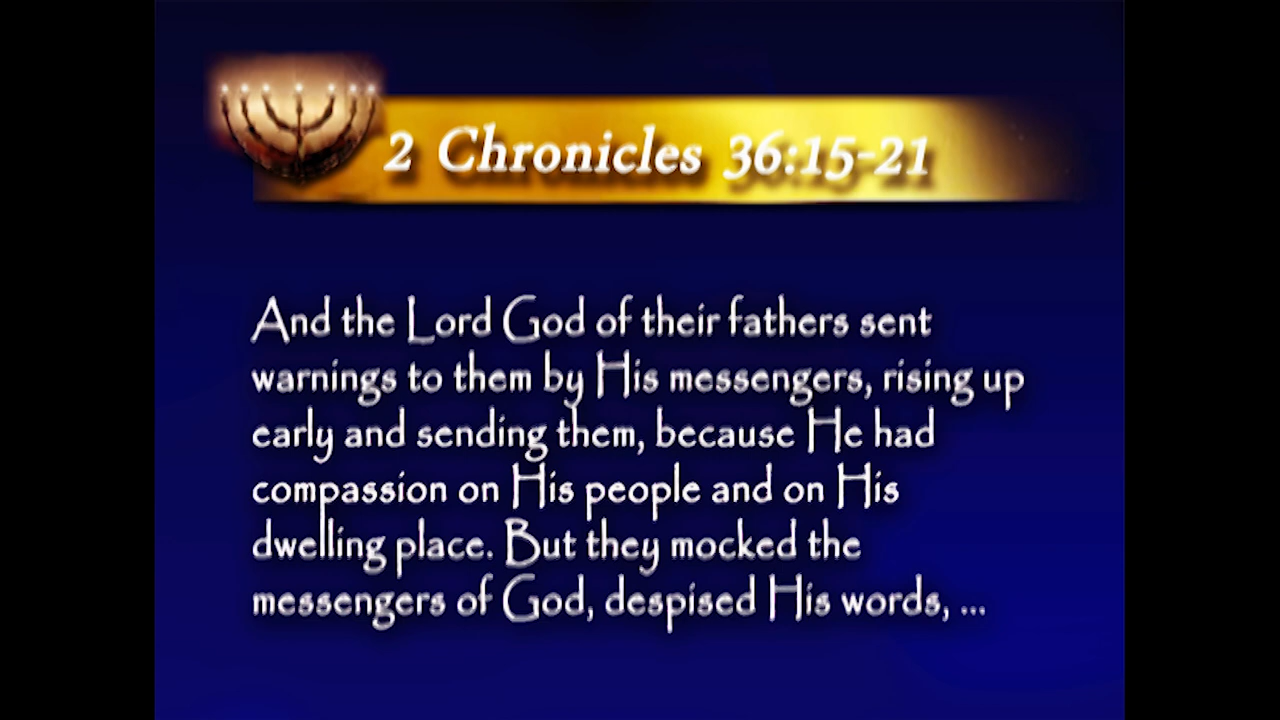 2 Chronicles 36:15-21
And the Lord God of their fathers sent
warnings to them by His messengers, rising up
early and sending them, because He had
compassion on His people and on His
dwelling place. But they mocked the
messengers of God, despised His words, ...